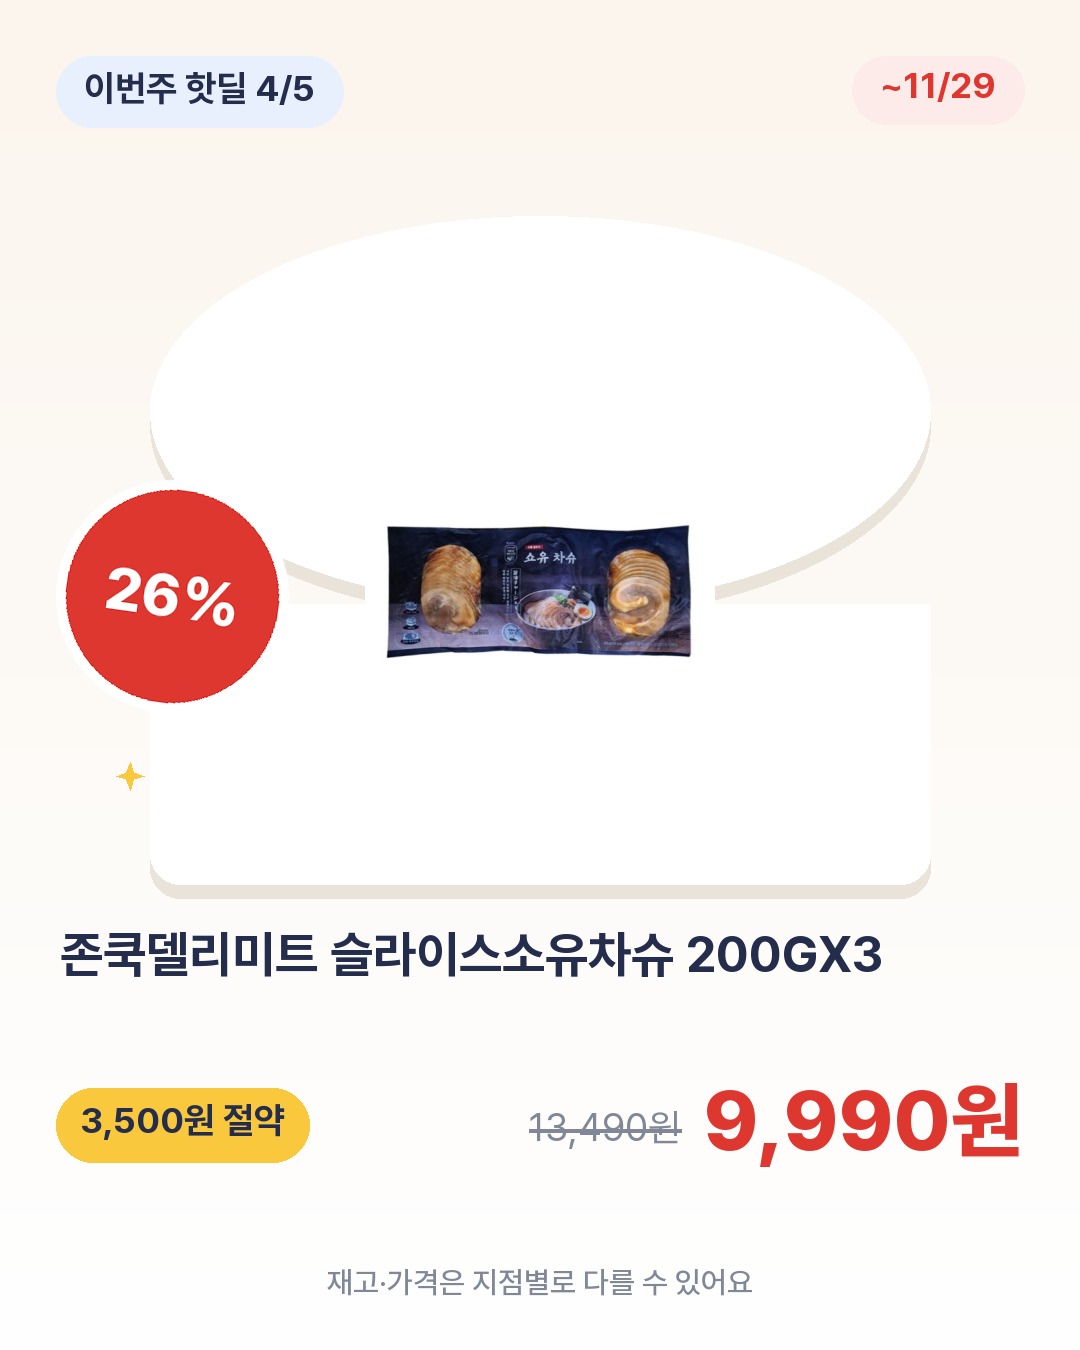 이번주 핫딜 4/5
~11/29
쇼유 차슈
26%
존쿡델리미트 슬라이스소유차슈 200GX3
3,500원 절약
13,490원
9,990원
재고·가격은 지점별로 다를 수 있어요